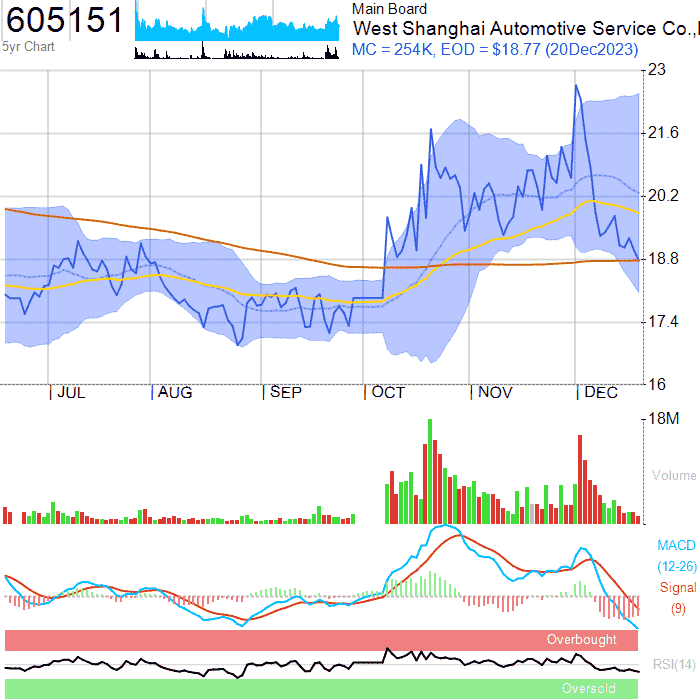 605151
5yr Chart
Main Board
West Shanghai Automotive Service Co.,
MC = 254K, EOD = $18.77 (20Dec2023)
23
21.6
20.2
18.8
17.4
16
JUL AUG SEP OCT NOV DEC
18M
Volume
MACD
(12-26)
Signal
(9)
Overbought
RSI(14)
Oversold